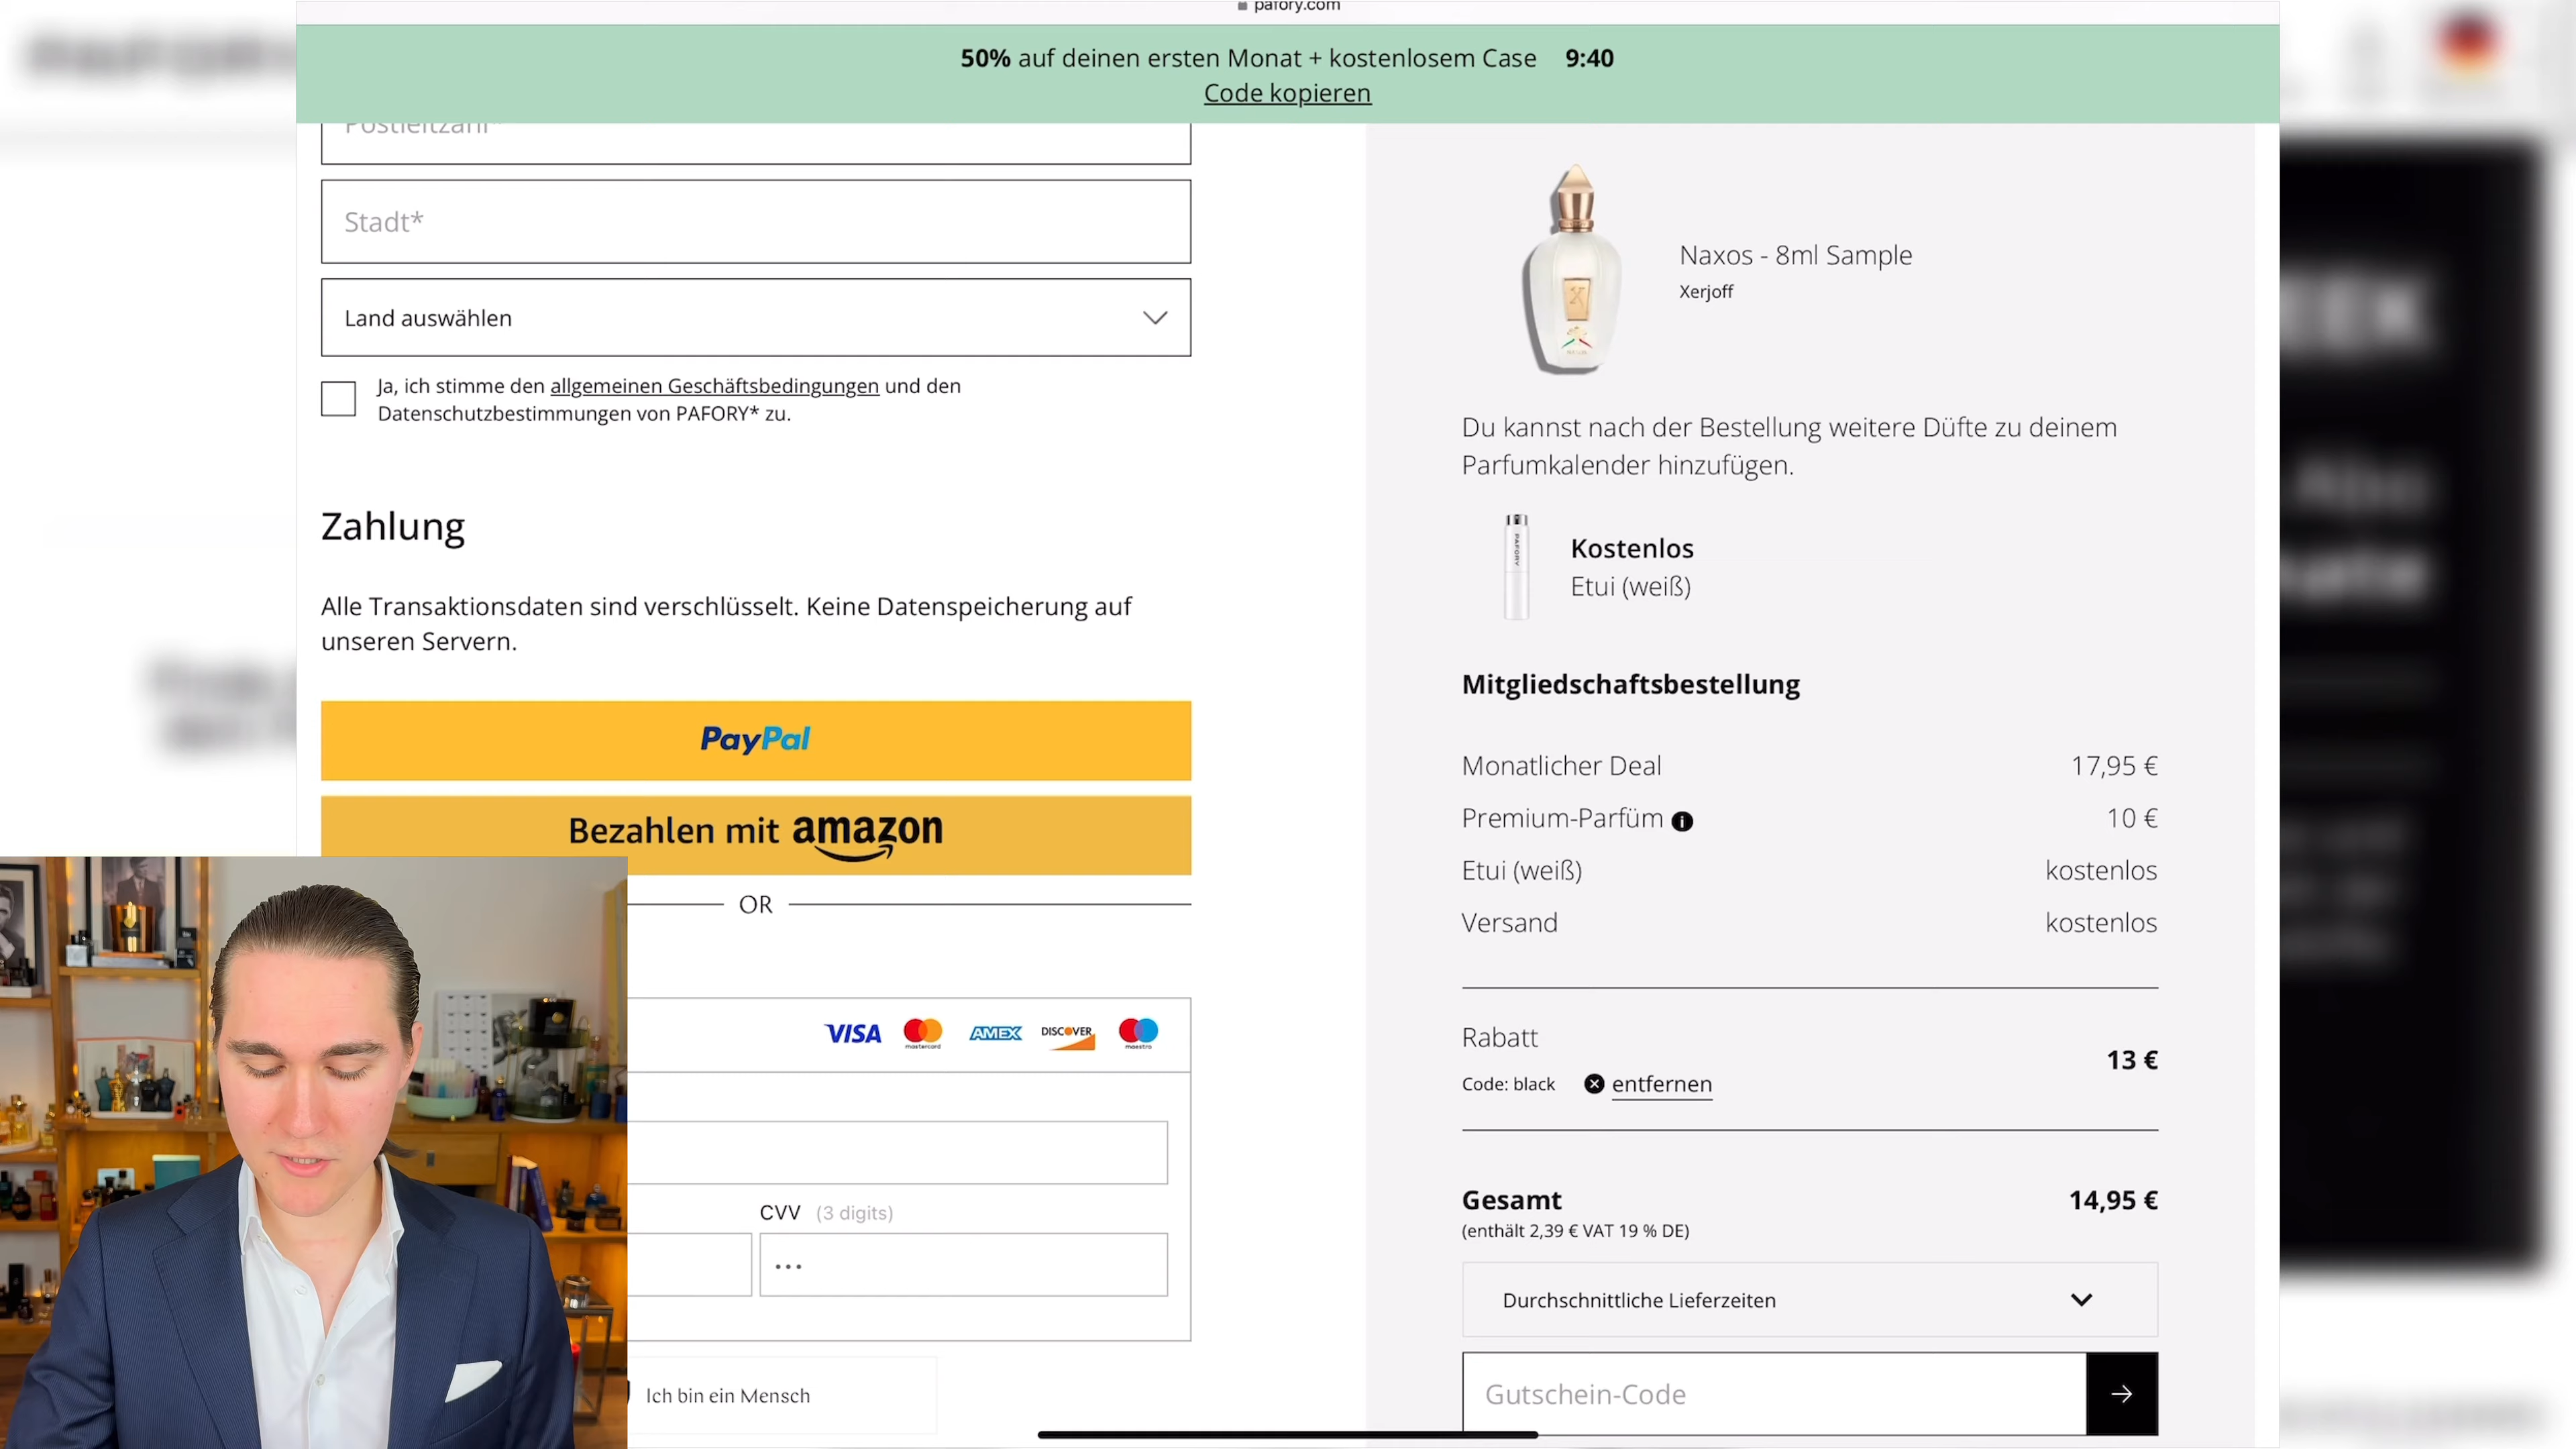 pafory.com
50% auf deinen ersten Monat + kostenlosem Case 9:40
Code kopieren
Postleitzahl*
Stadt*
Land auswählen
Ja, ich stimme den allgemeinen Geschäftsbedingungen und den
Datenschutzbestimmungen von PAFORY* zu.
Zahlung
Alle Transaktionsdaten sind verschlüsselt. Keine Datenspeicherung auf
unseren Servern.
PayPal
Bezahlen mit amazon
OR
VISA mastercard AMEX DISCOVER maestro
CVV (3 digits)
•••
Ich bin ein Mensch
Naxos - 8ml Sample
Xerjoff
Du kannst nach der Bestellung weitere Düfte zu deinem
Parfumkalender hinzufügen.
PAFORY
Kostenlos
Etui (weiß)
Mitgliedschaftsbestellung
Monatlicher Deal 17,95 €
Premium-Parfüm 10 €
Etui (weiß) kostenlos
Versand kostenlos
Rabatt
13 €
Code: black entfernen
Gesamt 14,95 €
(enthält 2,39 € VAT 19 % DE)
Durchschnittliche Lieferzeiten
Gutschein-Code